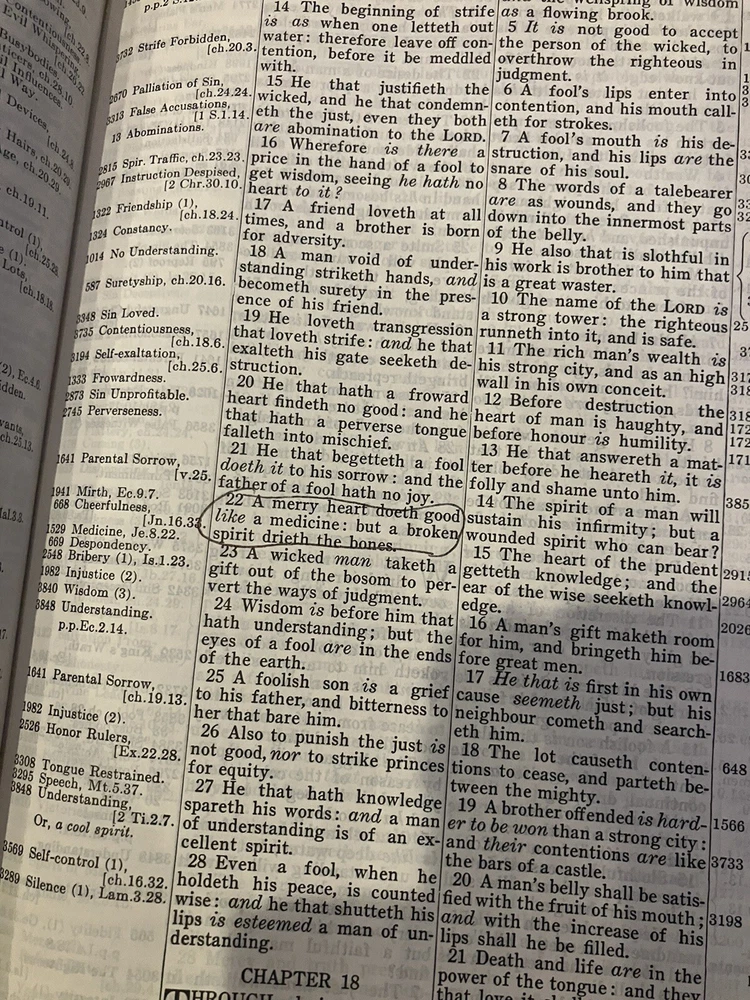 Contentiousness,
Evil Whisperings
Busybodies,
Influences.
Way.
Devices,
Hairs,
ch.19.11.
Lots,
dden.
ch.25.13.
3732 Strife Forbidden,
[ch.20.3.
2670 Palliation of Sin,
[ch.24.24.
3313 False Accusations,
[1 S.1.14.
13 Abominations.
2815 Spir. Traffic, ch.23.23.
2967 Instruction Despised,
[2 Chr.30.10.
1322 Friendship (1),
[ch.18.24.
1324 Constancy.
1014 No Understanding.
587 Suretyship, ch.20.16.
3348 Sin Loved.
3735 Contentiousness,
[ch.18.6.
3194 Self-exaltation,
[ch.25.6.
1333 Frowardness.
2873 Sin Unprofitable.
2745 Perverseness.
1641 Parental Sorrow,
[v.25.
1941 Mirth, Ec.9.7.
668 Cheerfulness,
[Jn.16.33.
1529 Medicine, Je.8.22.
669 Despondency.
2548 Bribery (1), Is.1.23.
1982 Injustice (2).
3840 Wisdom (3).
3848 Understanding.
p.p.Ec.2.14.
1641 Parental Sorrow,
[ch.19.13.
1982 Injustice (2).
2526 Honor Rulers,
[Ex.22.28.
3308 Tongue Restrained.
3295 Speech, Mt.5.37.
3848 Understanding,
[2 Ti.2.7.
Or, a cool spirit.
3569 Self-control (1),
[ch.16.32.
3289 Silence (1), Lam.3.28.
14 The beginning of strife
is as when one letteth out
water: therefore leave off con-
tention, before it be meddled
with.
15 He that justifieth the
wicked, and he that condemn-
eth the just, even they both
are abomination to the LORD.
16 Wherefore is there a
price in the hand of a fool to
get wisdom, seeing he hath no
heart to it?
17 A friend loveth at all
times, and a brother is born
for adversity.
18 A man void of under-
standing striketh hands, and
becometh surety in the pres-
ence of his friend.
19 He loveth transgression
that loveth strife: and he that
exalteth his gate seeketh de-
struction.
20 He that hath a froward
heart findeth no good: and he
that hath a perverse tongue
falleth into mischief.
21 He that begetteth a fool
doeth it to his sorrow: and the
father of a fool hath no joy.
22 A merry heart doeth good
like a medicine: but a broken
spirit drieth the bones.
23 A wicked man taketh a
gift out of the bosom to per-
vert the ways of judgment.
24 Wisdom is before him that
hath understanding; but the
eyes of a fool are in the ends
of the earth.
25 A foolish son is a grief
to his father, and bitterness to
her that bare him.
26 Also to punish the just is
not good, nor to strike princes
for equity.
27 He that hath knowledge
spareth his words: and a man
of understanding is of an ex-
cellent spirit.
28 Even a fool, when he
holdeth his peace, is counted
wise: and he that shutteth his
lips is esteemed a man of un-
derstanding.
CHAPTER 18
of wisdom
as a flowing brook.
5 It is not good to accept
the person of the wicked, to
overthrow the righteous in
judgment.
6 A fool's lips enter into
contention, and his mouth call-
eth for strokes.
7 A fool's mouth is his de-
struction, and his lips are the
snare of his soul.
8 The words of a talebearer
are as wounds, and they go
down into the innermost parts
of the belly.
9 He also that is slothful in
his work is brother to him that
is a great waster.
10 The name of the LORD is
a strong tower: the righteous
runneth into it, and is safe.
11 The rich man's wealth is
his strong city, and as an high
wall in his own conceit.
12 Before destruction the
heart of man is haughty, and
before honour is humility.
13 He that answereth a mat-
ter before he heareth it, it is
folly and shame unto him.
14 The spirit of a man will
sustain his infirmity; but a
wounded spirit who can bear?
15 The heart of the prudent
getteth knowledge; and the
ear of the wise seeketh knowl-
edge.
16 A man's gift maketh room
for him, and bringeth him be-
fore great men.
17 He that is first in his own
cause seemeth just; but his
neighbour cometh and search-
eth him.
18 The lot causeth conten-
tions to cease, and parteth be-
tween the mighty.
19 A brother offended is hard-
er to be won than a strong city:
and their contentions are like
the bars of a castle.
20 A man's belly shall be satis-
fied with the fruit of his mouth;
and with the increase of his
lips shall he be filled.
21 Death and life are in the
power of the tongue: and they
that love it
2915
2964
2026
1683
648
1566
3733
3198